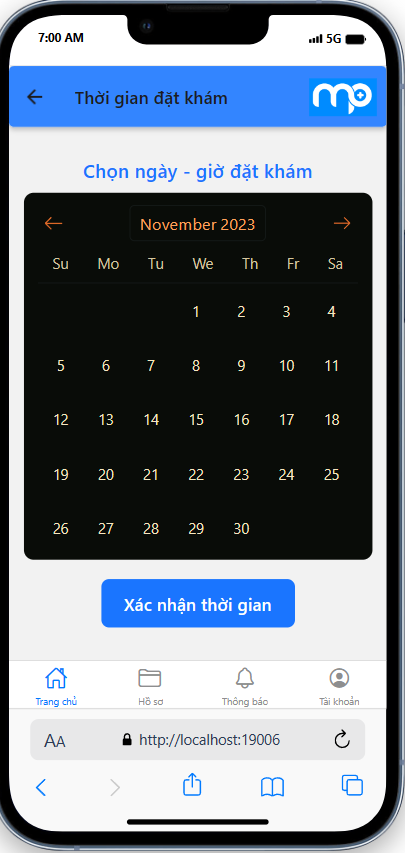 7:00 AM 5G
Thời gian đặt khám
Chọn ngày - giờ đặt khám
November 2023
Su Mo Tu We Th Fr Sa
1 2 3 4
5 6 7 8 9 10 11
12 13 14 15 16 17 18
19 20 21 22 23 24 25
26 27 28 29 30
Xác nhận thời gian
Trang chủ Hồ sơ Thông báo Tài khoản
AA http://localhost:19006